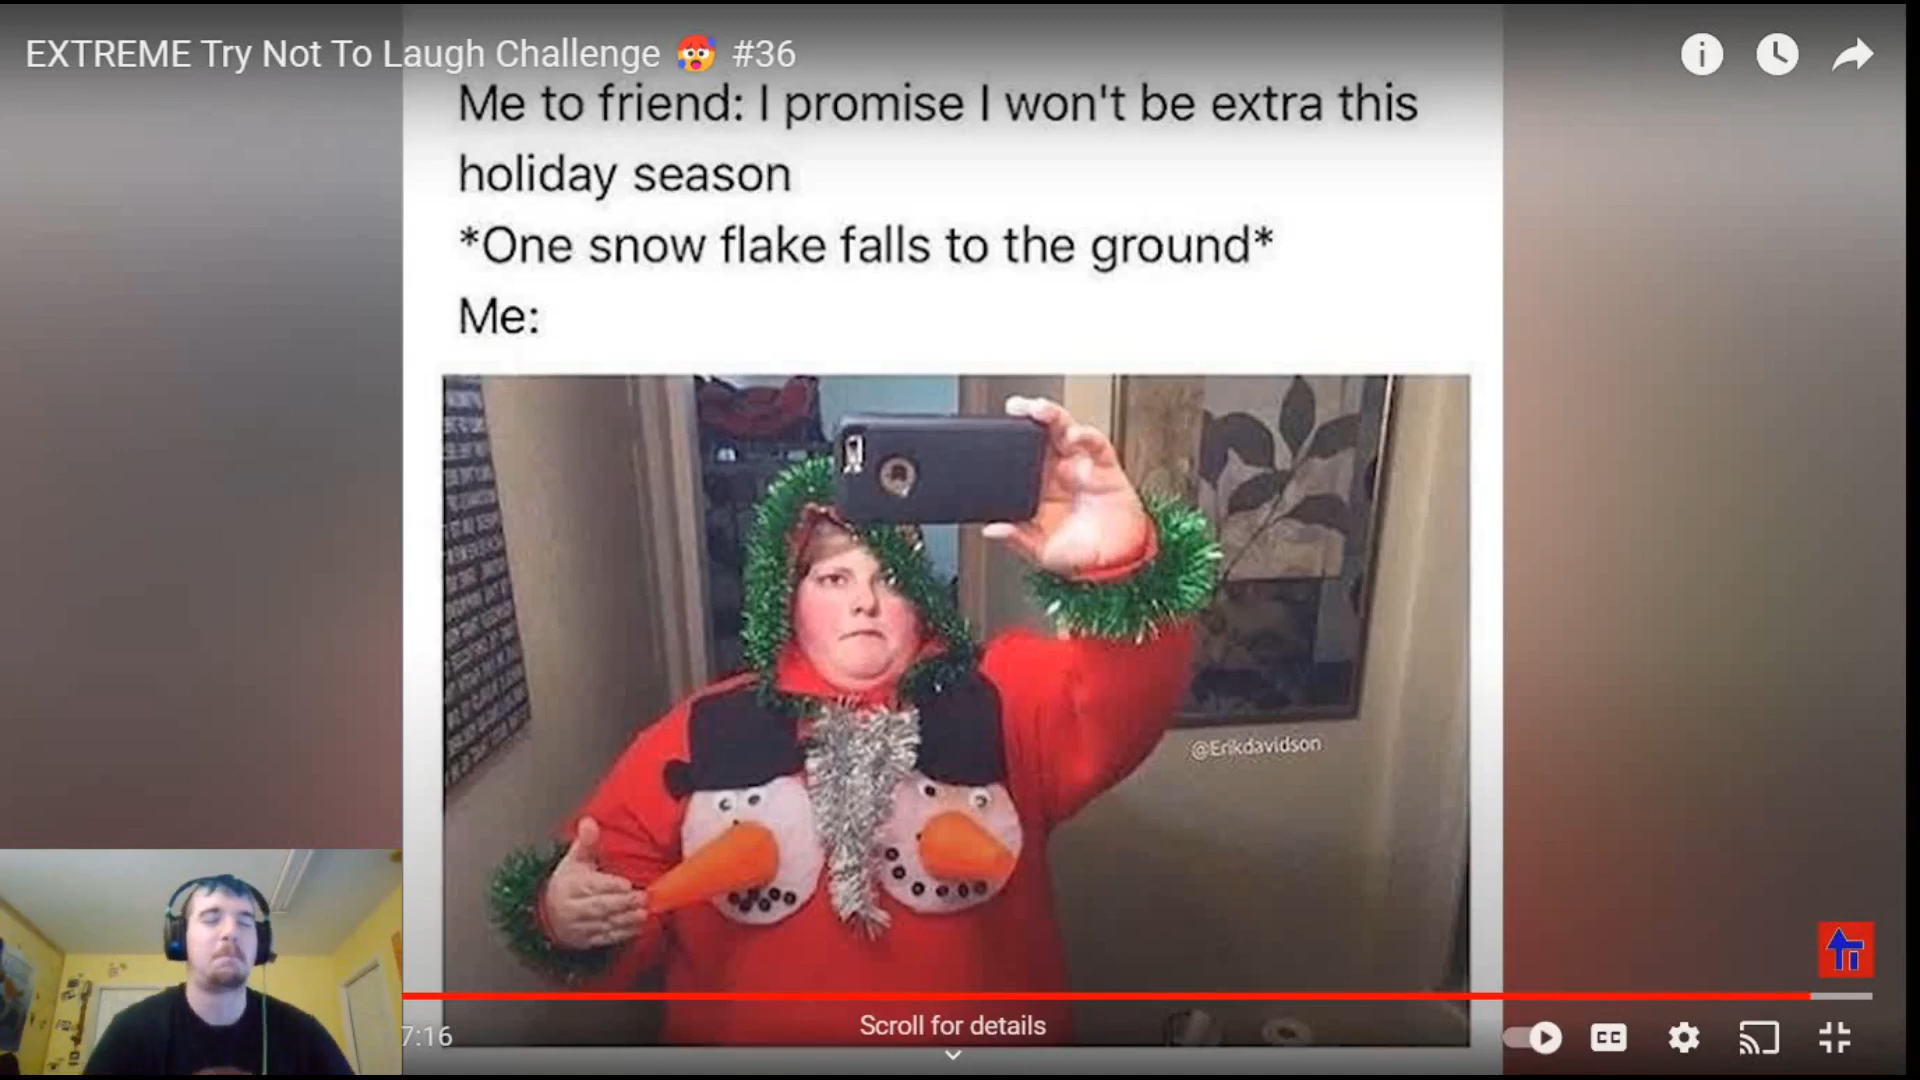 EXTREME Try Not To Laugh Challenge 🥵 #36
Me to friend: I promise I won't be extra this
holiday season
*One snow flake falls to the ground*
Me:
@Erikdavidson
7:16
Scroll for details
CC